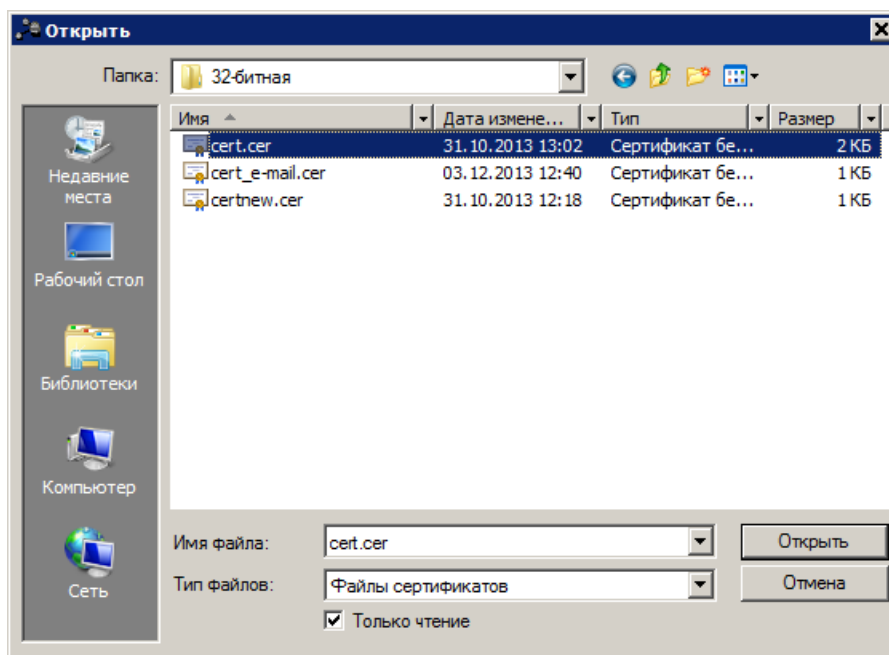 Открыть
Папка: 32-битная
Имя Дата измене... Тип Размер
cert.cer 31.10.2013 13:02 Сертификат бе... 2 КБ
cert_e-mail.cer 03.12.2013 12:40 Сертификат бе... 1 КБ
certnew.cer 31.10.2013 12:18 Сертификат бе... 1 КБ
Недавние
места
Рабочий стол
Библиотеки
Компьютер
Сеть
Имя файла: cert.cer Открыть
Тип файлов: Файлы сертификатов Отмена
Только чтение